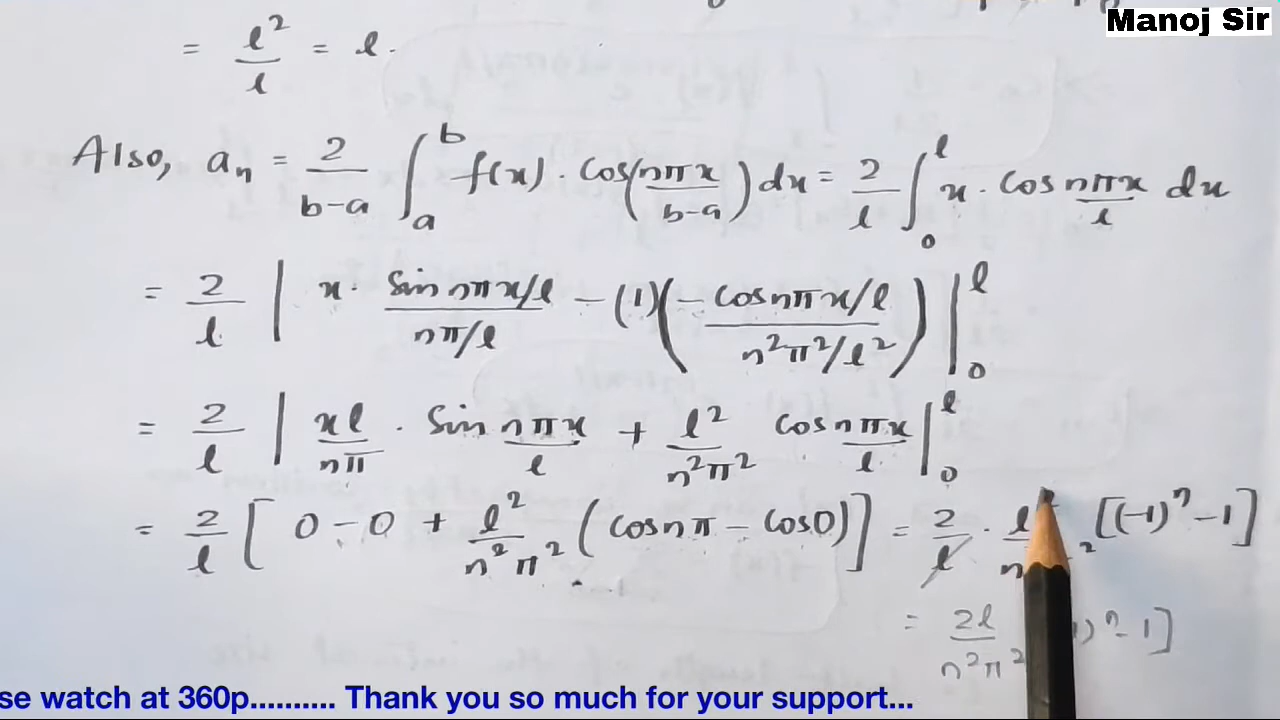 Manoj Sir
= l²/l = l.
Also, aₙ = 2/(b-a) ∫ₐᵇ f(x) · cos(nπx/(b-a)) dx = 2/l ∫₀ˡ x · cos nπx/l dx
= 2/l | x · (sin nπx/l)/(nπ/l) - (1)((-cos nπx/l)/(n²π²/l²)) |₀ˡ
= 2/l | xl/nπ · sin nπx/l + l²/n²π² cos nπx/l |₀ˡ
= 2/l [ 0 - 0 + l²/n²π² (cos nπ - cos 0) ] = 2/l · [(-1)ⁿ - 1]
= 2l/n²π² 1)ⁿ - 1]
se watch at 360p.......... Thank you so much for your support...